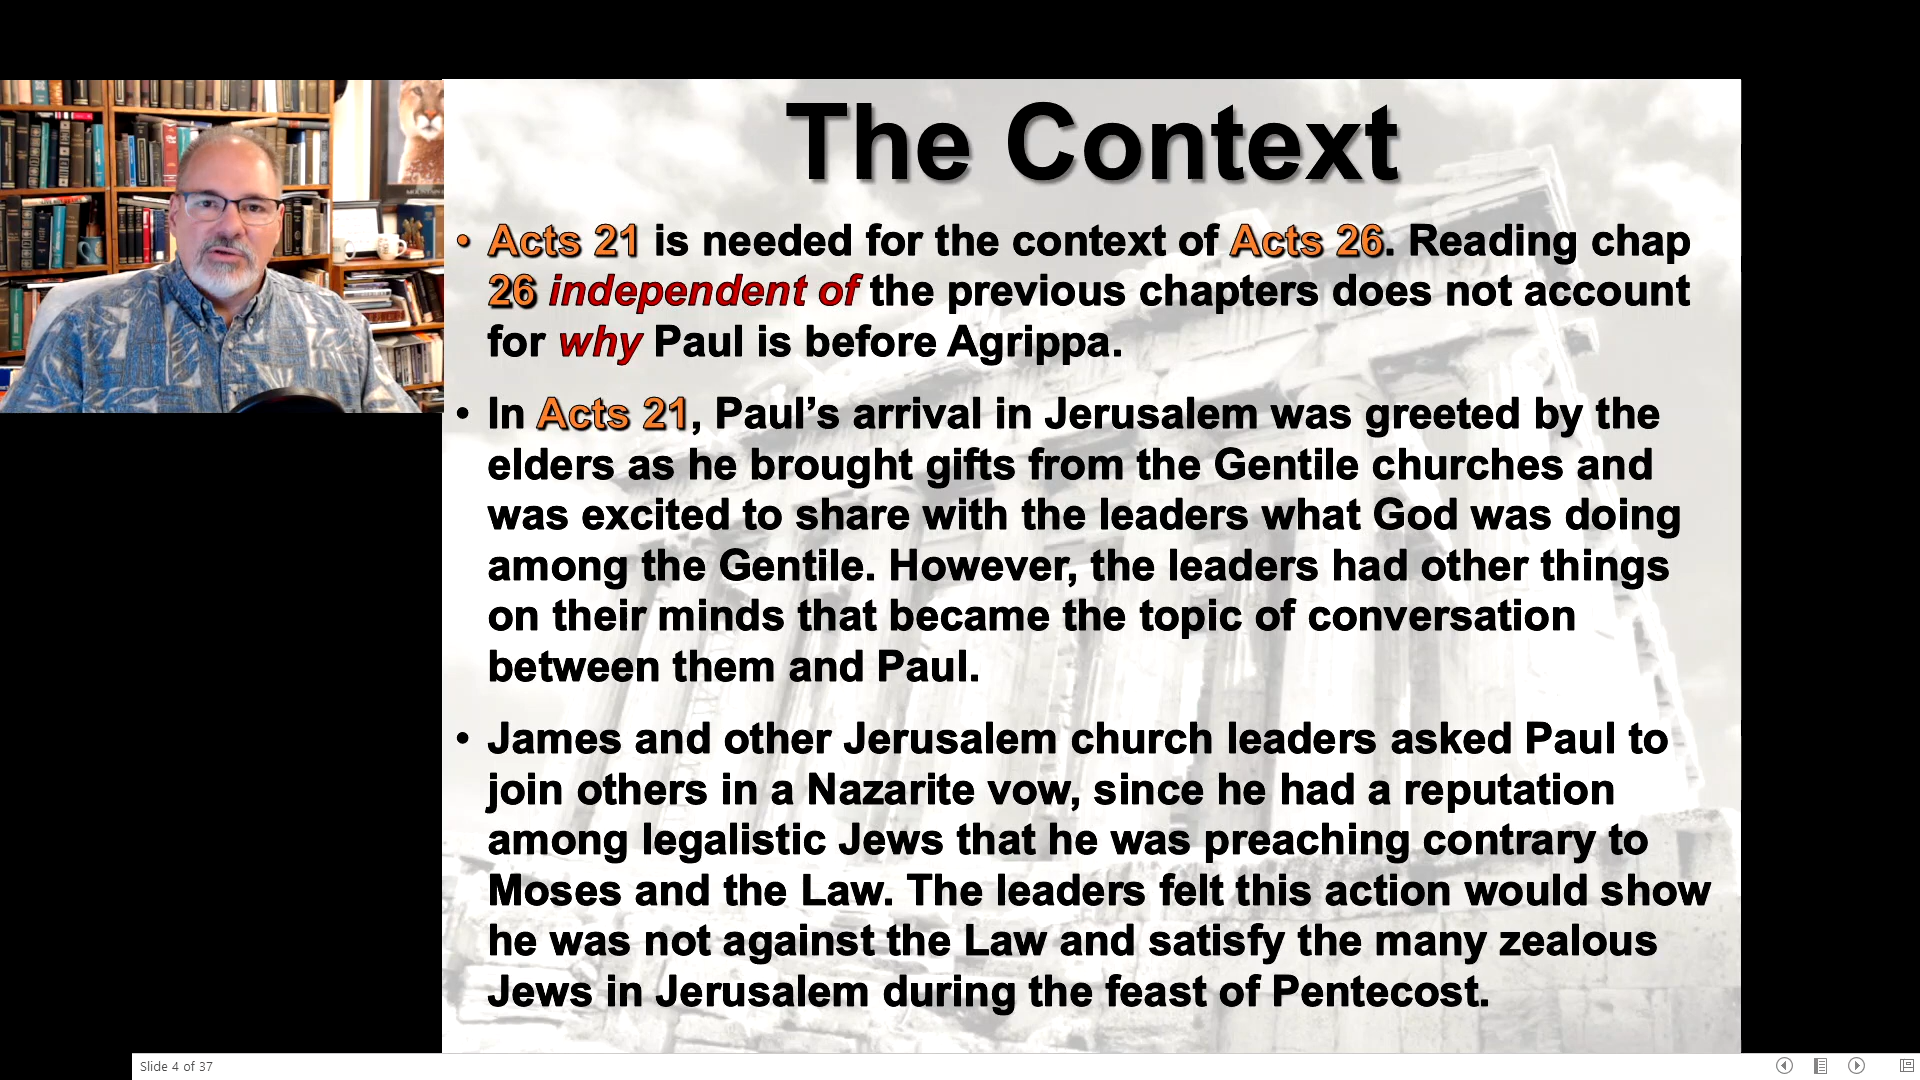 The Context
• Acts 21 is needed for the context of Acts 26. Reading chap
26 independent of the previous chapters does not account
for why Paul is before Agrippa.
• In Acts 21, Paul’s arrival in Jerusalem was greeted by the
elders as he brought gifts from the Gentile churches and
was excited to share with the leaders what God was doing
among the Gentile. However, the leaders had other things
on their minds that became the topic of conversation
between them and Paul.
• James and other Jerusalem church leaders asked Paul to
join others in a Nazarite vow, since he had a reputation
among legalistic Jews that he was preaching contrary to
Moses and the Law. The leaders felt this action would show
he was not against the Law and satisfy the many zealous
Jews in Jerusalem during the feast of Pentecost.
Slide 4 of 37